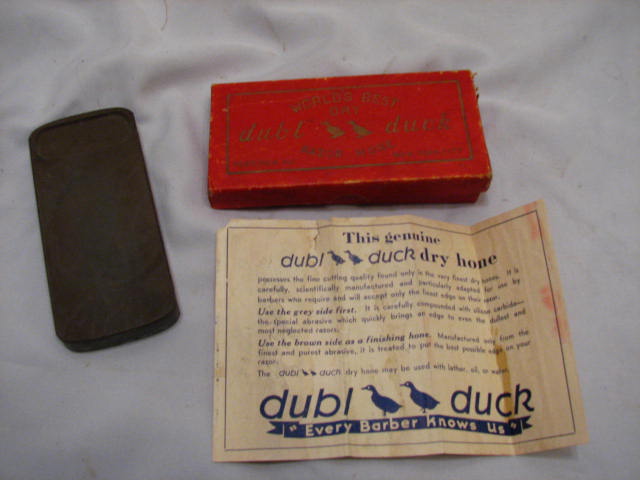 WORLD'S BEST
DRY
dubl duck
This genuine
dubl duck dry hone
possesses the fine cutting quality found only in the very finest dry hones. It is
carefully, scientifically manufactured and particularly adapted for use by
barbers who require and will accept only the finest edge on their razor.
Use the grey side first. It is carefully compounded with silicon carbide—
the special abrasive which quickly brings an edge to even the dullest and
most neglected razors.
Use the brown side as a finishing hone. Manufactured only from the
finest and purest abrasive, it is treated to put the best possible edge on your
razor.
The dubl duck dry hone may be used with lather, oil, or water.
dubl duck
"Every Barber Knows Us"